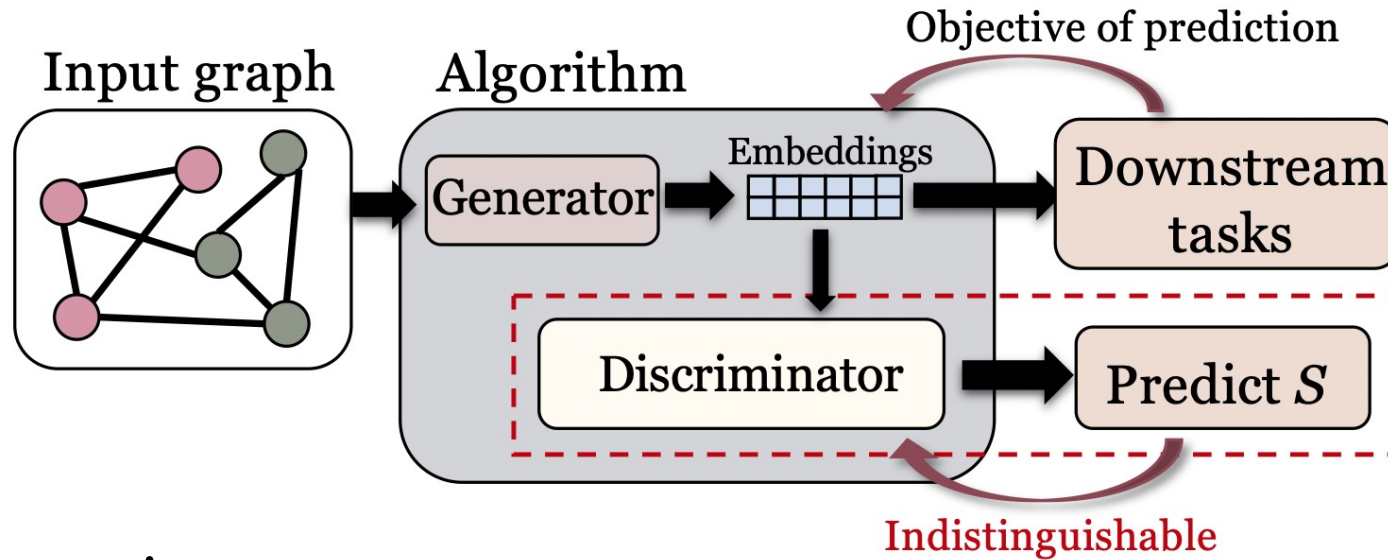 Objective of prediction
Input graph
Algorithm
Embeddings
Generator
Downstream
tasks
Discriminator
Predict S
Indistinguishable